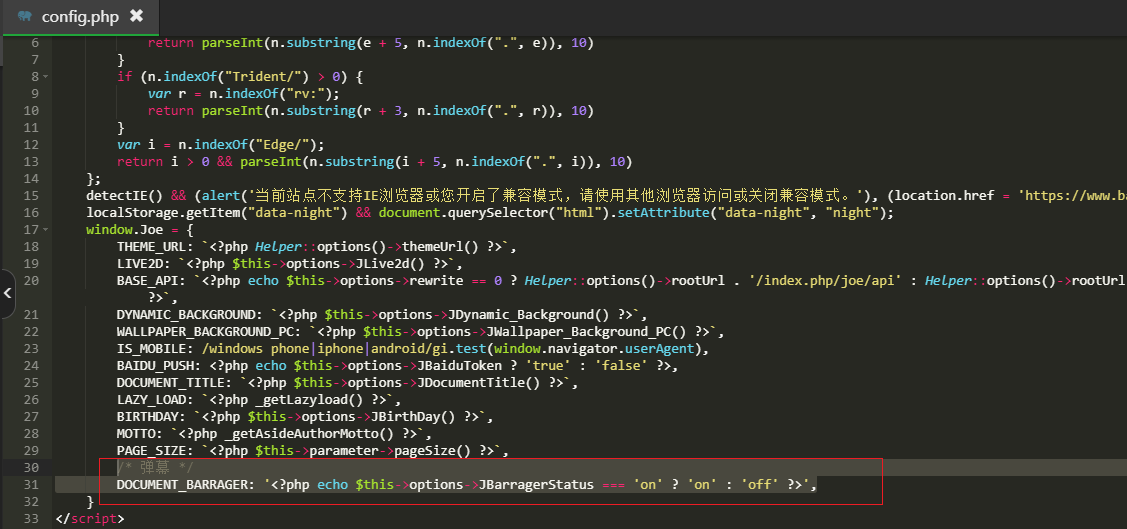 config.php ✖
6 return parseInt(n.substring(e + 5, n.indexOf(".", e)), 10)
7 }
8 if (n.indexOf("Trident/") > 0) {
9 var r = n.indexOf("rv:");
10 return parseInt(n.substring(r + 3, n.indexOf(".", r)), 10)
11 }
12 var i = n.indexOf("Edge/");
13 return i > 0 && parseInt(n.substring(i + 5, n.indexOf(".", i)), 10)
14 };
15 detectIE() && (alert('当前站点不支持IE浏览器或您开启了兼容模式，请使用其他浏览器访问或关闭兼容模式。'), (location.href = 'https://www.ba
16 localStorage.getItem("data-night") && document.querySelector("html").setAttribute("data-night", "night");
17 window.Joe = {
18 THEME_URL: `<?php Helper::options()->themeUrl() ?>`,
19 LIVE2D: `<?php $this->options->JLive2d() ?>`,
20 BASE_API: `<?php echo $this->options->rewrite == 0 ? Helper::options()->rootUrl . '/index.php/joe/api' : Helper::options()->rootUrl
?>`,
21 DYNAMIC_BACKGROUND: `<?php $this->options->JDynamic_Background() ?>`,
22 WALLPAPER_BACKGROUND_PC: `<?php $this->options->JWallpaper_Background_PC() ?>`,
23 IS_MOBILE: /windows phone|iphone|android/gi.test(window.navigator.userAgent),
24 BAIDU_PUSH: <?php echo $this->options->JBaiduToken ? 'true' : 'false' ?>,
25 DOCUMENT_TITLE: `<?php $this->options->JDocumentTitle() ?>`,
26 LAZY_LOAD: `<?php _getLazyload() ?>`,
27 BIRTHDAY: `<?php $this->options->JBirthDay() ?>`,
28 MOTTO: `<?php _getAsideAuthorMotto() ?>`,
29 PAGE_SIZE: `<?php $this->parameter->pageSize() ?>`,
30 /* 弹幕 */
31 DOCUMENT_BARRAGER: '<?php echo $this->options->JBarragerStatus === 'on' ? 'on' : 'off' ?>',
32 }
33 </script>